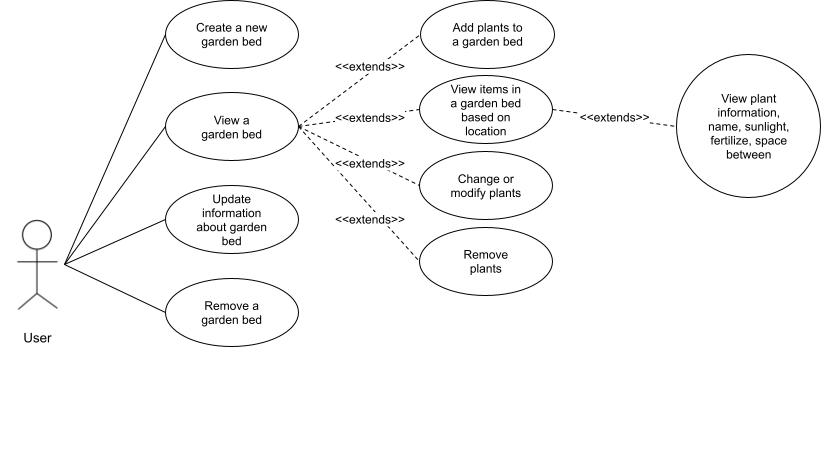 Create a new
garden bed
Add plants to
a garden bed
<<extends>>
View a
garden bed
View items in
a garden bed
based on
location
<<extends>>
<<extends>>
View plant
information,
name, sunlight,
fertilize, space
between
<<extends>>
Change or
modify plants
Update
information
about garden
bed
<<extends>>
Remove
plants
Remove a
garden bed
User